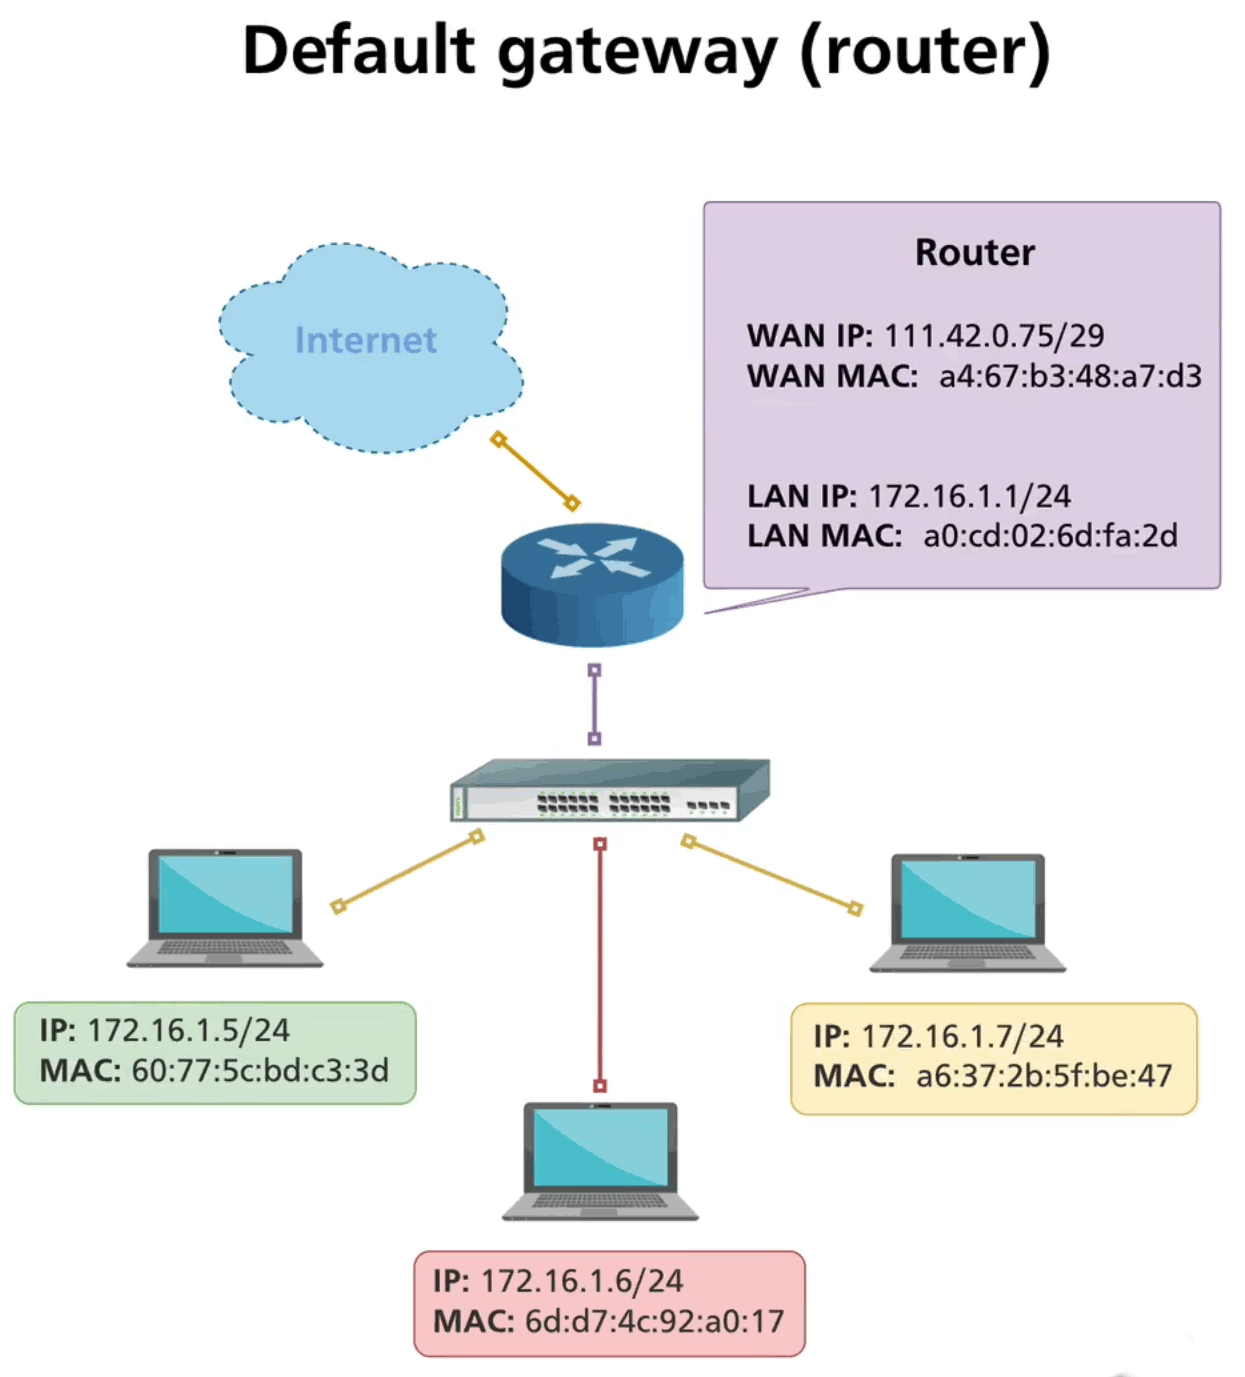 Default gateway (router)
Internet
Router
WAN IP: 111.42.0.75/29
WAN MAC: a4:67:b3:48:a7:d3
LAN IP: 172.16.1.1/24
LAN MAC: a0:cd:02:6d:fa:2d
IP: 172.16.1.5/24
MAC: 60:77:5c:bd:c3:3d
IP: 172.16.1.7/24
MAC: a6:37:2b:5f:be:47
IP: 172.16.1.6/24
MAC: 6d:d7:4c:92:a0:17